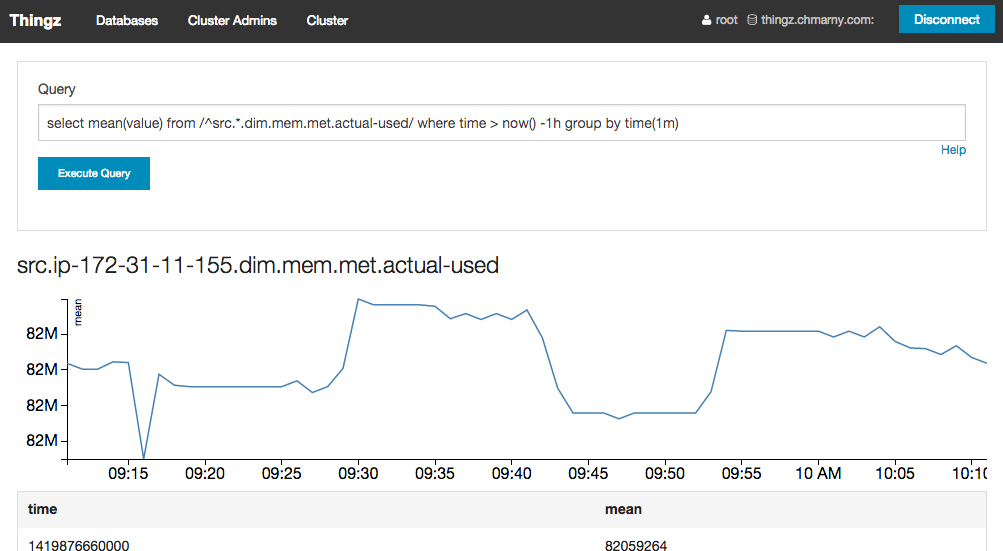 Thingz Databases Cluster Admins Cluster root thingz.chmarny.com: Disconnect
Query
select mean(value) from /^src.*.dim.mem.met.actual-used/ where time > now() -1h group by time(1m)
Help
Execute Query
src.ip-172-31-11-155.dim.mem.met.actual-used
mean
82M
82M
82M
82M
09:15 09:20 09:25 09:30 09:35 09:40 09:45 09:50 09:55 10 AM 10:05 10:10
time mean
1419876660000 82059264